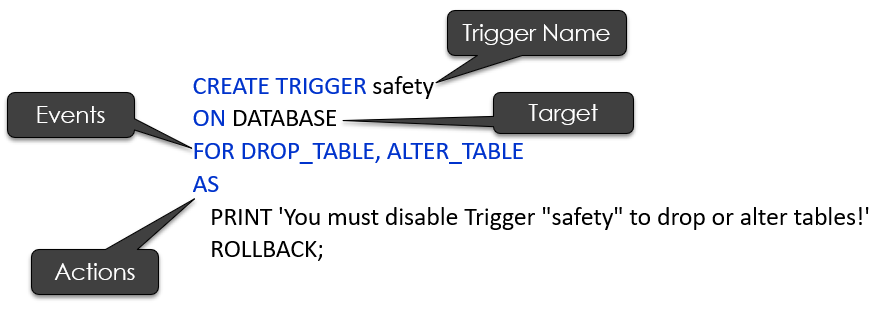 Trigger Name
CREATE TRIGGER safety
Events
ON DATABASE
Target
FOR DROP_TABLE, ALTER_TABLE
AS
PRINT 'You must disable Trigger "safety" to drop or alter tables!'
ROLLBACK;
Actions